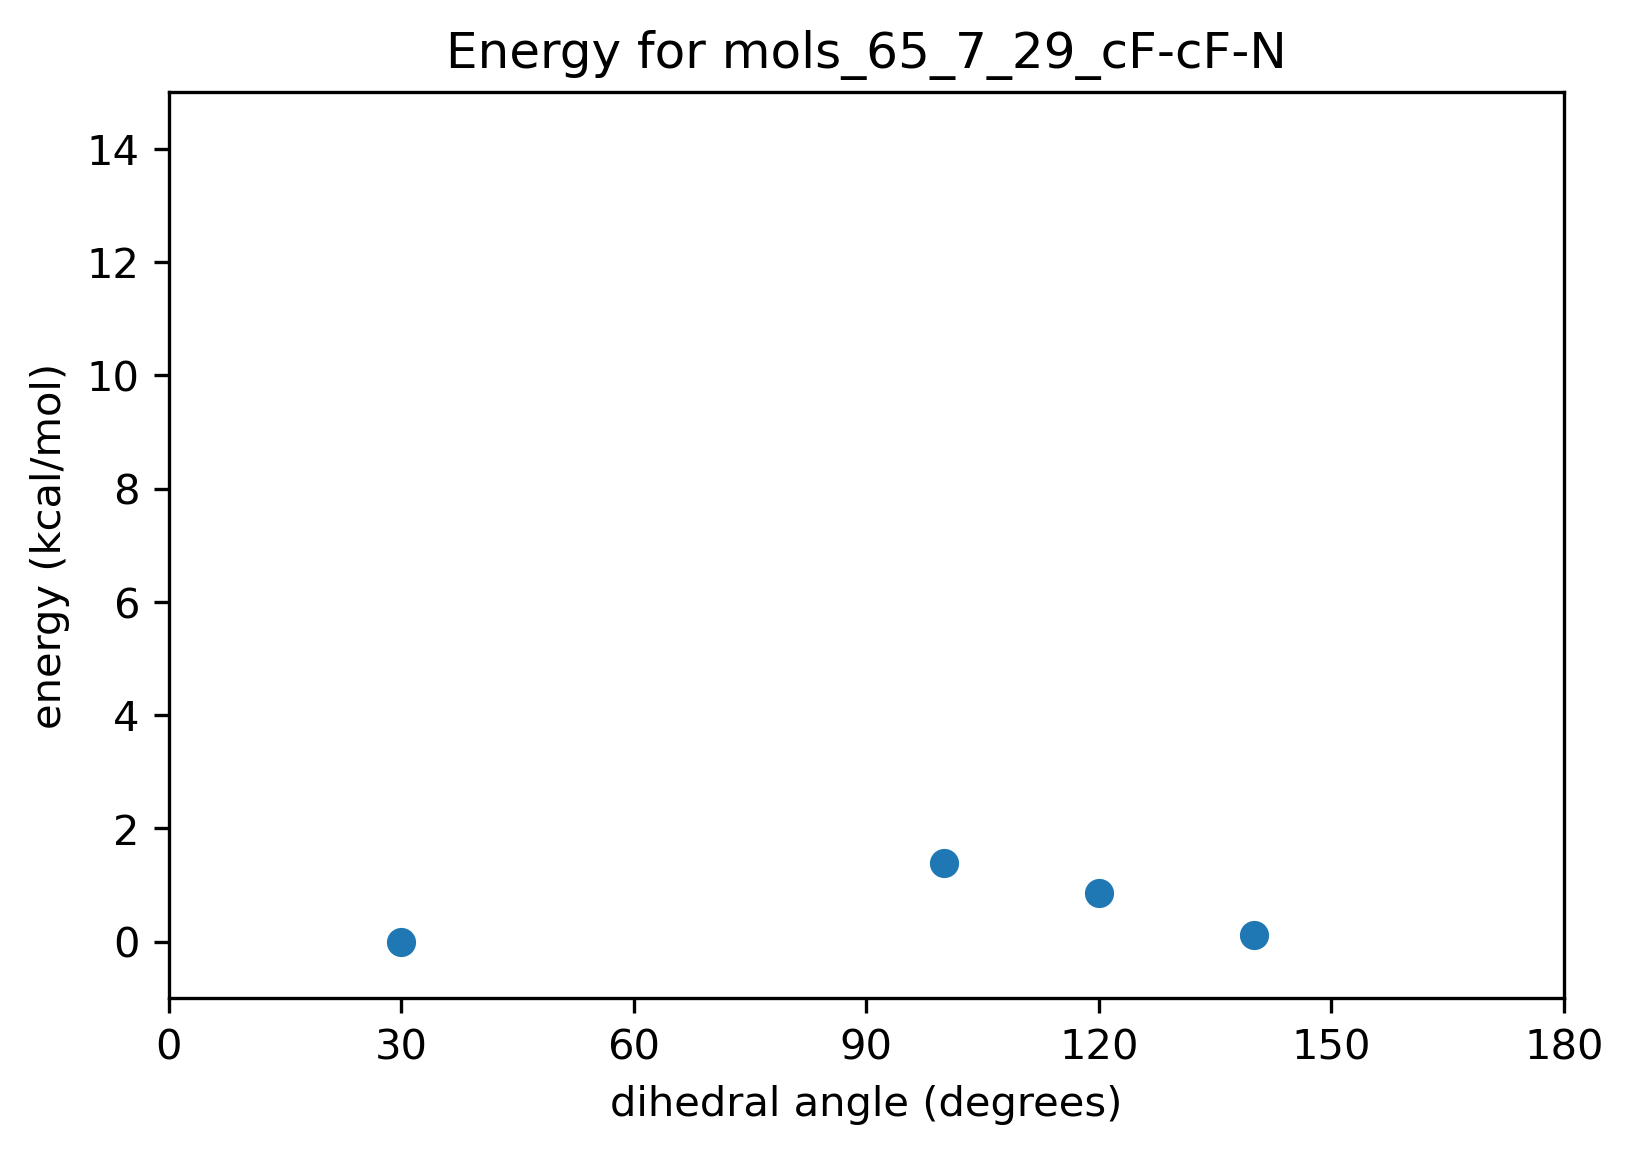 Energy for mols_65_7_29_cF-cF-N
14
12
10
8
6
4
2
0
energy (kcal/mol)
0 30 60 90 120 150 180
dihedral angle (degrees)